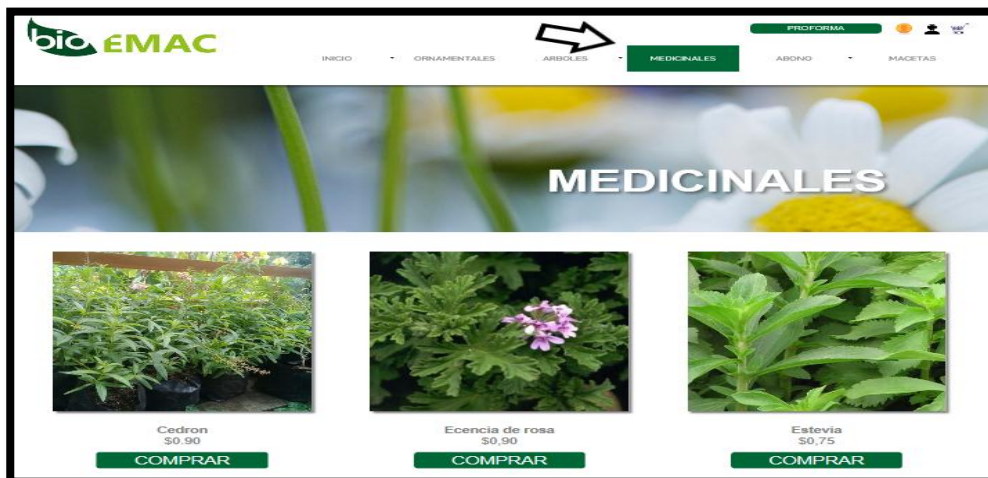 bio EMAC
PROFORMA
INICIO ORNAMENTALES ARBOLES MEDICINALES ABONO MACETAS
MEDICINALES
Cedron
$0.90
COMPRAR
Ecencia de rosa
$0,90
COMPRAR
Estevia
$0,75
COMPRAR